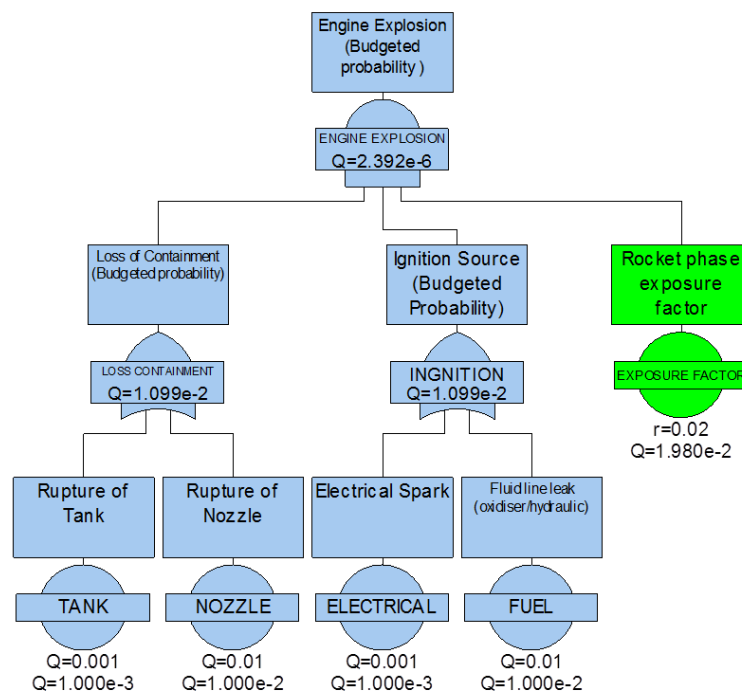 Engine Explosion
(Budgeted
probability )
ENGINE EXPLOSION
Q=2.392e-6
Loss of Containment
(Budgeted probability)
Ignition Source
(Budgeted
Probability)
Rocket phase
exposure
factor
LOSS CONTAINMENT
Q=1.099e-2
INGNITION
Q=1.099e-2
EXPOSURE FACTOR
r=0.02
Q=1.980e-2
Rupture of
Tank
Rupture of
Nozzle
Electrical Spark
Fluid line leak
(oxidiser/hydraulic)
TANK
NOZZLE
ELECTRICAL
FUEL
Q=0.001
Q=1.000e-3
Q=0.01
Q=1.000e-2
Q=0.001
Q=1.000e-3
Q=0.01
Q=1.000e-2